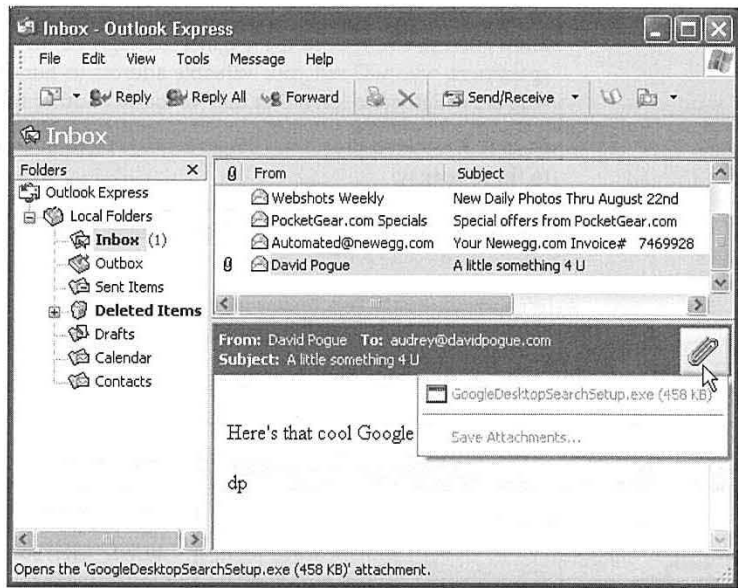 Inbox - Outlook Express
File Edit View Tools Message Help
Reply Reply All Forward Send/Receive
Inbox
Folders x
Outlook Express
Local Folders
Inbox (1)
Outbox
Sent Items
Deleted Items
Drafts
Calendar
Contacts
From Subject
Webshots Weekly New Daily Photos Thru August 22nd
PocketGear.com Specials Special offers from PocketGear.com
Automated@newegg.com Your Newegg.com Invoice# 7469928
David Pogue A little something 4 U
From: David Pogue To: audrey@davidpogue.com
Subject: A little something 4 U
GoogleDesktopSearchSetup.exe (458 KB)
Save Attachments...
Here's that cool Google
dp
Opens the 'GoogleDesktopSearchSetup.exe (458 KB)' attachment.